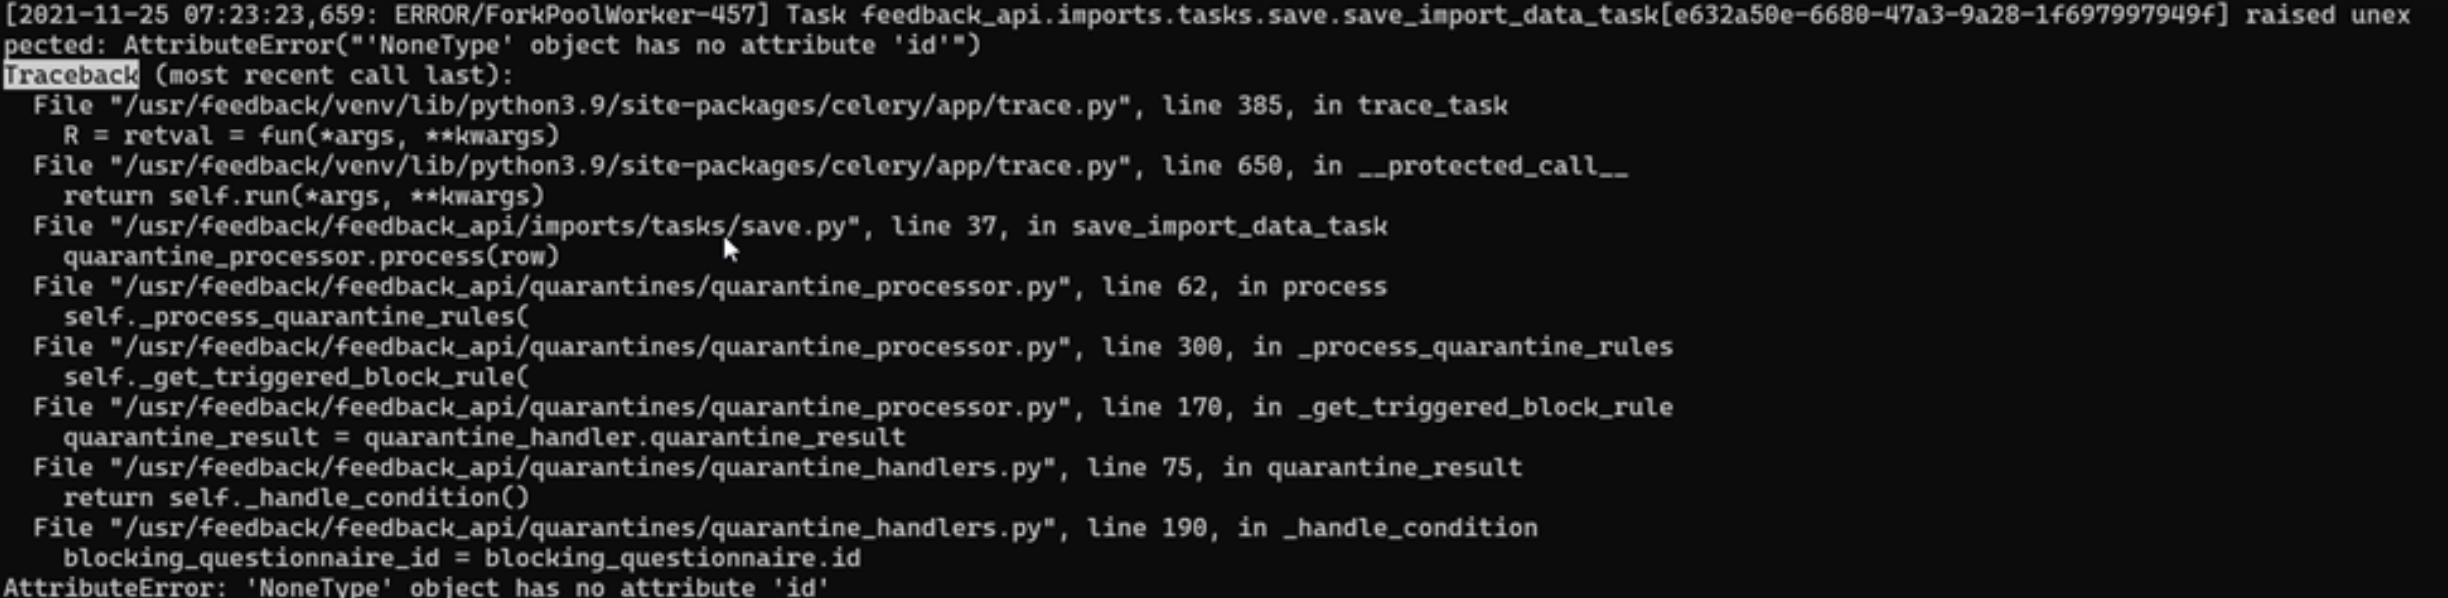 [2021-11-25 07:23:23,659: ERROR/ForkPoolWorker-457] Task feedback_api.imports.tasks.save.save_import_data_task[e632a50e-6680-47a3-9a28-1f697997949f] raised unex
pected: AttributeError("'NoneType' object has no attribute 'id'")
Traceback (most recent call last):
  File "/usr/feedback/venv/lib/python3.9/site-packages/celery/app/trace.py", line 385, in trace_task
    R = retval = fun(*args, **kwargs)
  File "/usr/feedback/venv/lib/python3.9/site-packages/celery/app/trace.py", line 650, in __protected_call__
    return self.run(*args, **kwargs)
  File "/usr/feedback/feedback_api/imports/tasks/save.py", line 37, in save_import_data_task
    quarantine_processor.process(row)
  File "/usr/feedback/feedback_api/quarantines/quarantine_processor.py", line 62, in process
    self._process_quarantine_rules(
  File "/usr/feedback/feedback_api/quarantines/quarantine_processor.py", line 300, in _process_quarantine_rules
    self._get_triggered_block_rule(
  File "/usr/feedback/feedback_api/quarantines/quarantine_processor.py", line 170, in _get_triggered_block_rule
    quarantine_result = quarantine_handler.quarantine_result
  File "/usr/feedback/feedback_api/quarantines/quarantine_handlers.py", line 75, in quarantine_result
    return self._handle_condition()
  File "/usr/feedback/feedback_api/quarantines/quarantine_handlers.py", line 190, in _handle_condition
    blocking_questionnaire_id = blocking_questionnaire.id
AttributeError: 'NoneType' object has no attribute 'id'